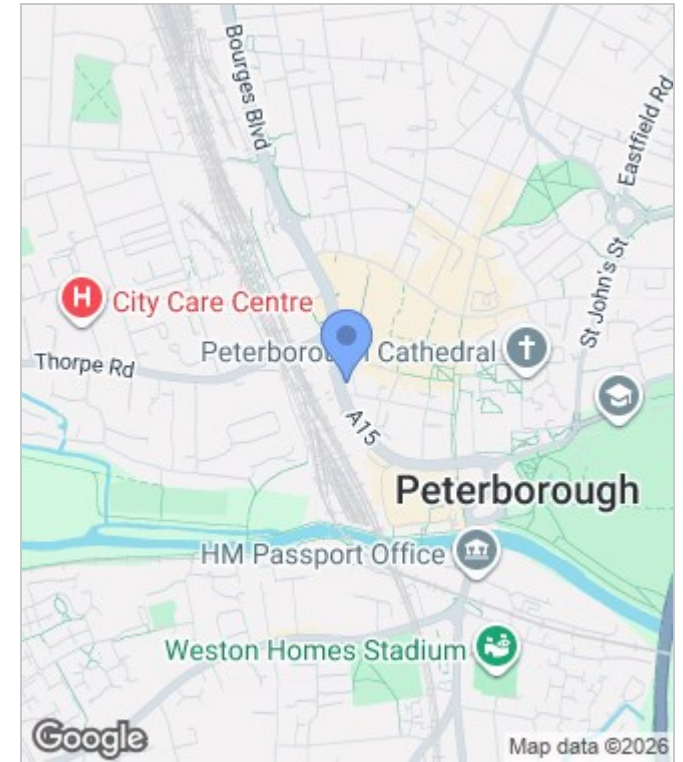 Bourges Blvd
Eastfield Rd
St John's St
H City Care Centre
Thorpe Rd
Peterborou Cathedral
A15
Peterborough
HM Passport Office
Weston Homes Stadium
Google
Map data ©2026